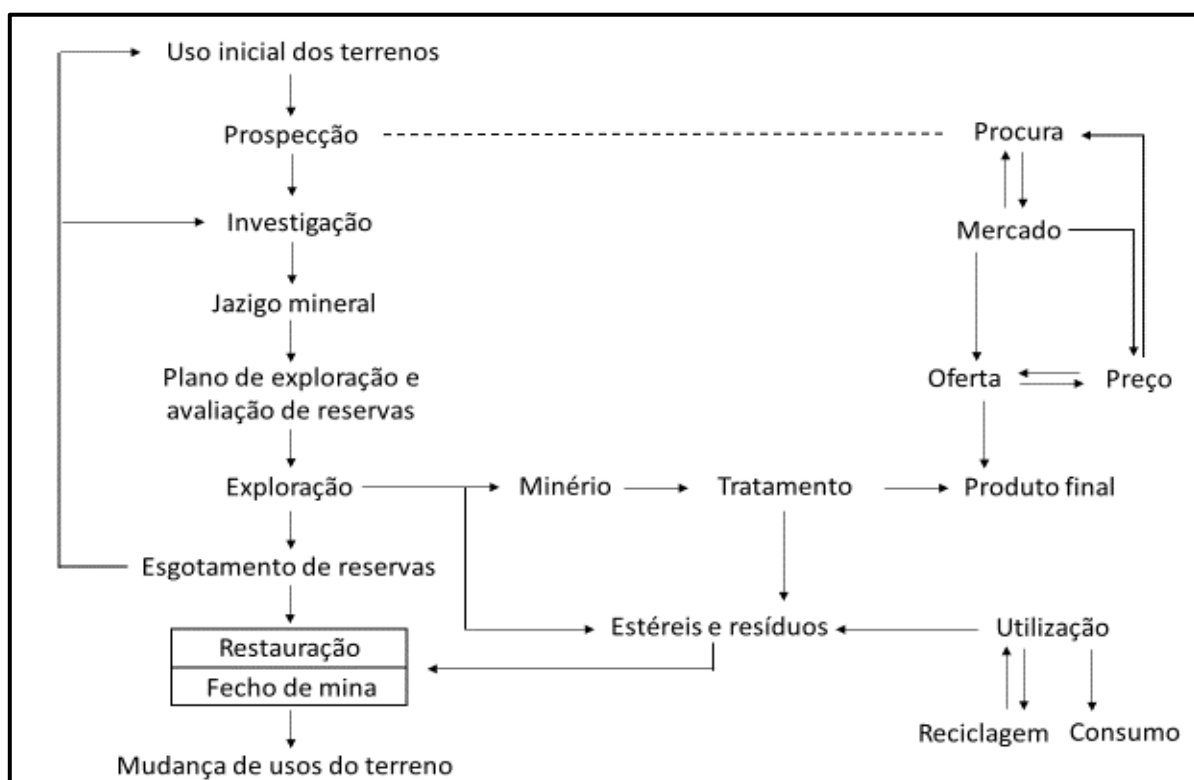 Uso inicial dos terrenos
Prospecção
Procura
Investigação
Mercado
Jazigo mineral
Plano de exploração e
avaliação de reservas
Oferta
Preço
Exploração
Minério
Tratamento
Produto final
Esgotamento de reservas
Estéreis e resíduos
Utilização
Restauração
Fecho de mina
Reciclagem
Consumo
Mudança de usos do terreno